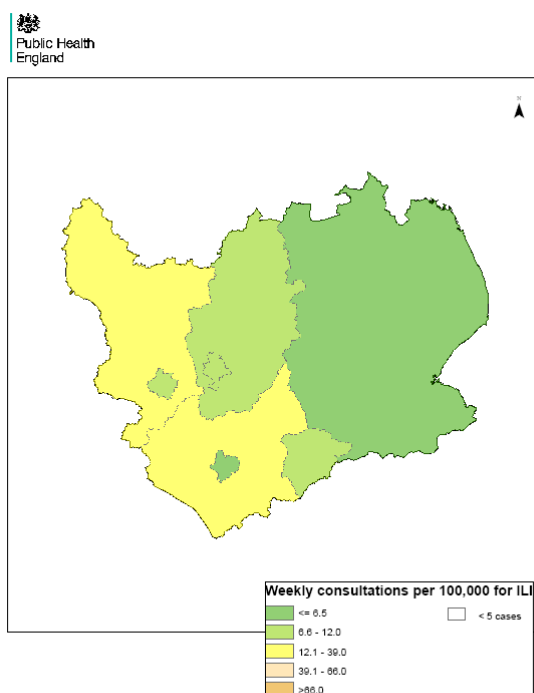 Public Health
England
N
Weekly consultations per 100,000 for ILI
<= 6.5
< 5 cases
6.6 - 12.0
12.1 - 39.0
39.1 - 66.0
>66.0